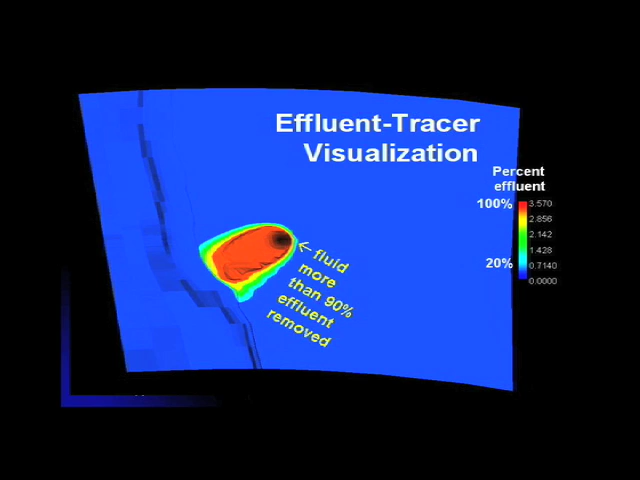 Effluent-Tracer
Visualization
Percent
effluent
100%
3.570
2.856
2.142
1.428
20%
0.7140
0.0000
← fluid
more
than 90%
effluent
removed